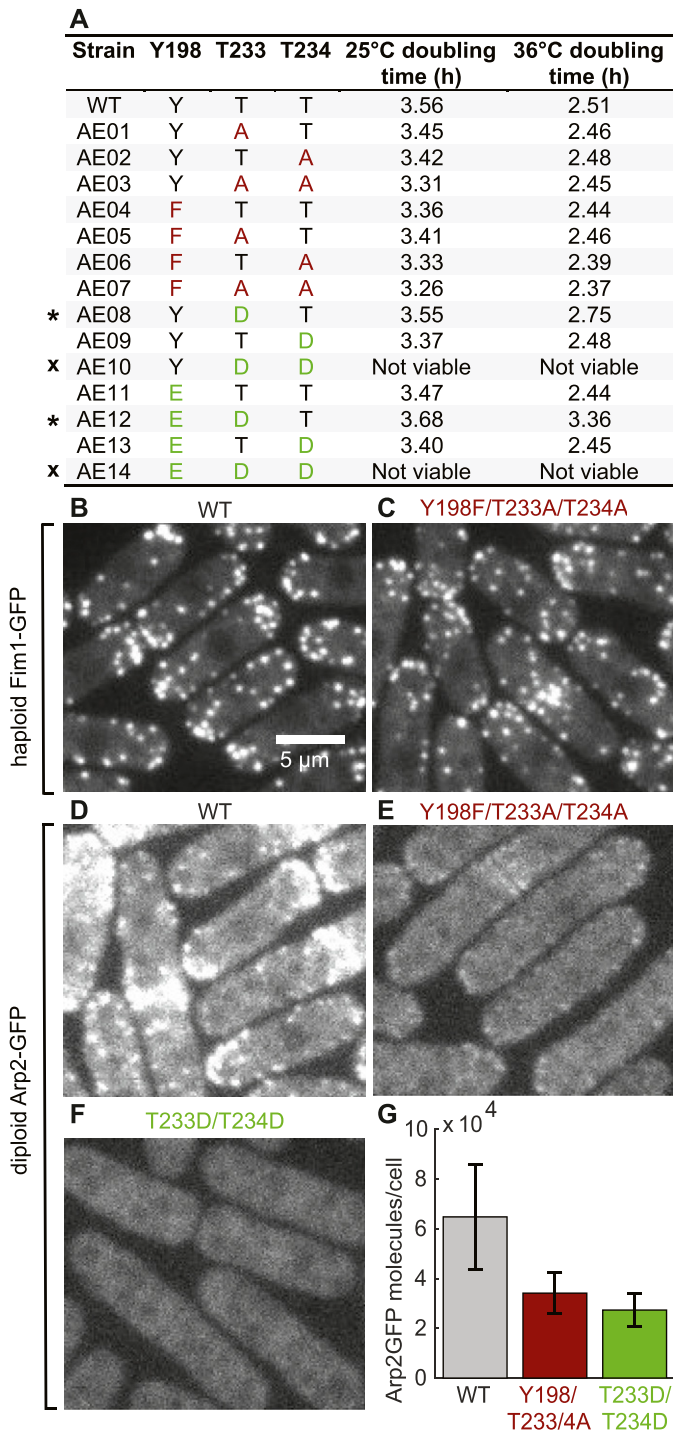 A
Strain Y198 T233 T234 25°C doubling time (h) 36°C doubling time (h)
WT Y T T 3.56 2.51
AE01 Y A T 3.45 2.46
AE02 Y T A 3.42 2.48
AE03 Y A A 3.31 2.45
AE04 F T T 3.36 2.44
AE05 F A T 3.41 2.46
AE06 F T A 3.33 2.39
AE07 F A A 3.26 2.37
* AE08 Y D T 3.55 2.75
AE09 Y T D 3.37 2.48
x AE10 Y D D Not viable Not viable
AE11 E T T 3.47 2.44
* AE12 E D T 3.68 3.36
AE13 E T D 3.40 2.45
x AE14 E D D Not viable Not viable
B WT
C Y198F/T233A/T234A
haploid Fim1-GFP
5 µm
D WT
E Y198F/T233A/T234A
diploid Arp2-GFP
F T233D/T234D
G
x 10^4
Arp2GFP molecules/cell
10
8
6
4
2
0
WT
Y198/
T233/4A
T233D/
T234D